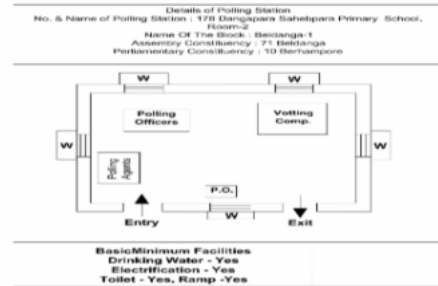 Details of Polling Station
No. & Name of Polling Station : 178 Dangapara Sahebpara Primary School,
Room-2
Name Of The Block : Beldanga-1
Assembly Constituency : 71 Beldanga
Parliamentary Constituency : 10 Berhampore
W
W
Polling
Officers
Votting
Comp.
W
W
Polling
Agents
P.O.
W
Entry
Exit
BasicMinimum Facilities
Drinking Water - Yes
Electrification - Yes
Toilet - Yes, Ramp -Yes